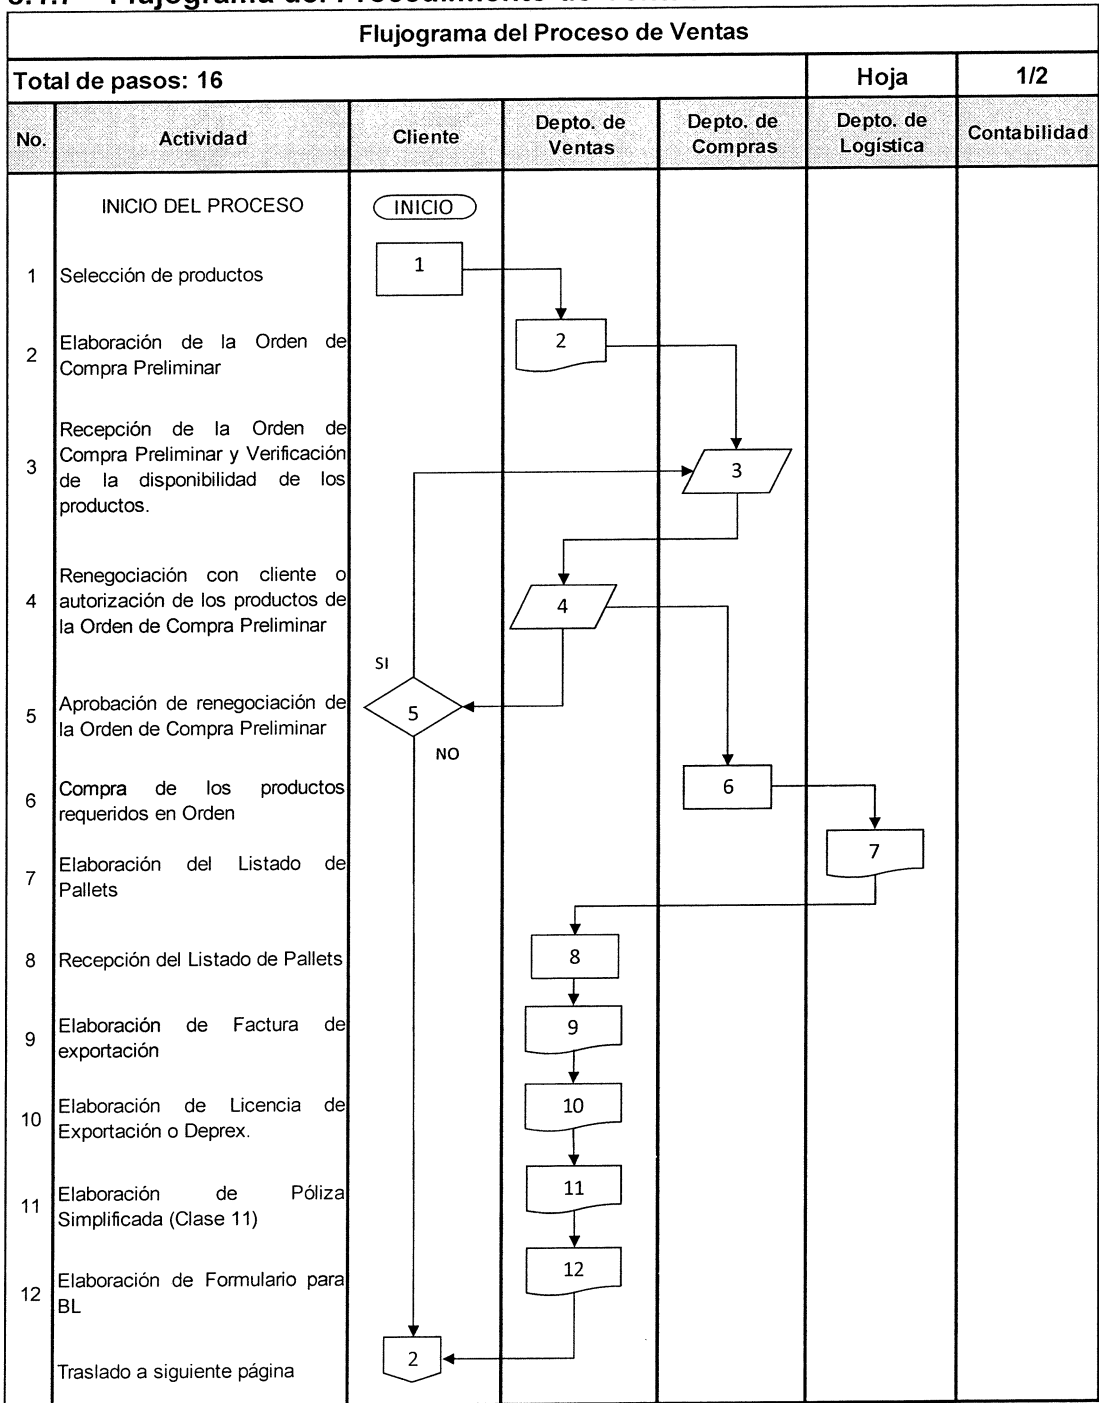 Flujograma del Proceso de Ventas
Total de pasos: 16
Hoja
1/2
No.
Actividad
Cliente
Depto. de
Ventas
Depto. de
Compras
Depto. de
Logística
Contabilidad
INICIO DEL PROCESO
INICIO
1
Selección de productos
1
2
Elaboración de la Orden de
Compra Preliminar
2
3
Recepción de la Orden de
Compra Preliminar y Verificación
de la disponibilidad de los
productos.
3
4
Renegociación con cliente o
autorización de los productos de
la Orden de Compra Preliminar
4
SI
5
Aprobación de renegociación de
la Orden de Compra Preliminar
5
NO
6
Compra de los productos
requeridos en Orden
6
7
Elaboración del Listado de
Pallets
7
8
Recepción del Listado de Pallets
8
9
Elaboración de Factura de
exportación
9
10
Elaboración de Licencia de
Exportación o Deprex.
10
11
Elaboración de Póliza
Simplificada (Clase 11)
11
12
Elaboración de Formulario para
BL
12
Traslado a siguiente página
2